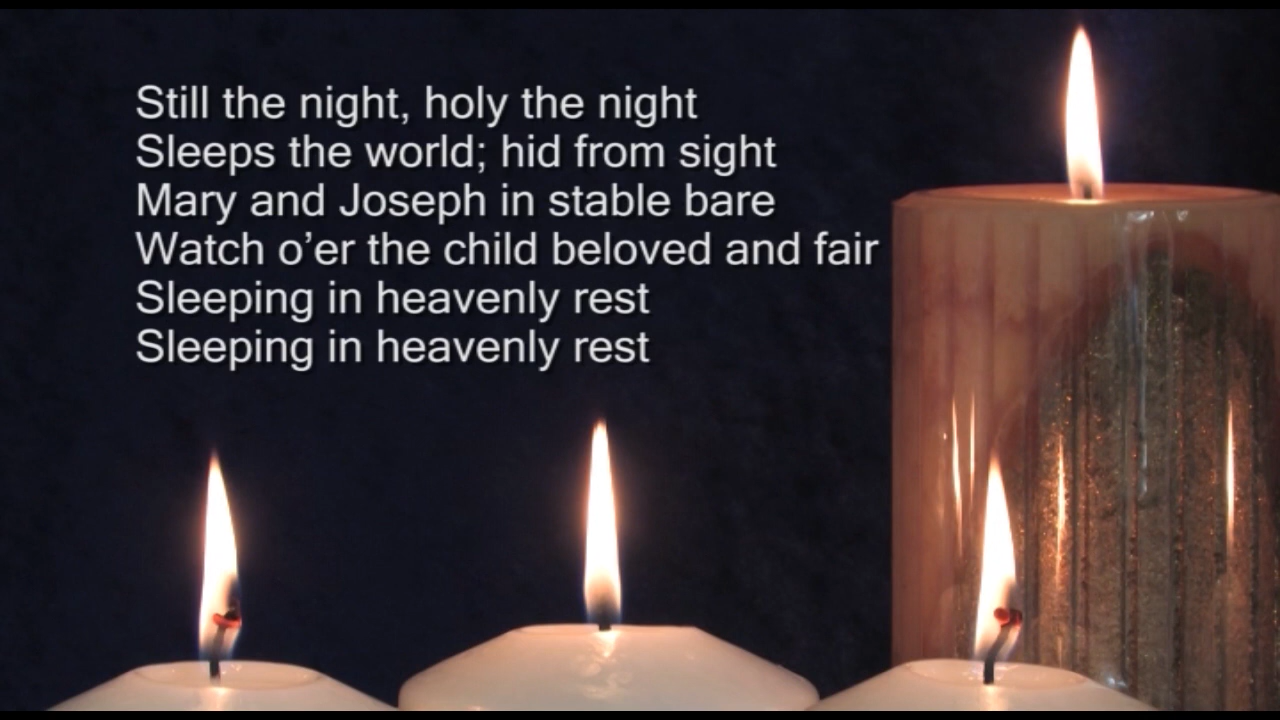 Still the night, holy the night
Sleeps the world; hid from sight
Mary and Joseph in stable bare
Watch o’er the child beloved and fair
Sleeping in heavenly rest
Sleeping in heavenly rest